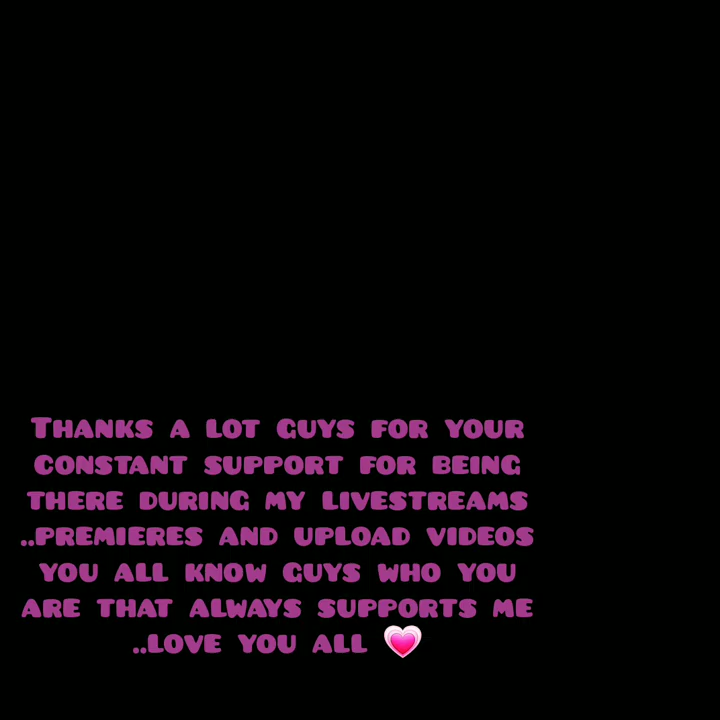 Thanks a lot guys for your
constant support for being
there during my livestreams
..premieres and upload videos
you all know guys who you
are that always supports me
..love you all 💗